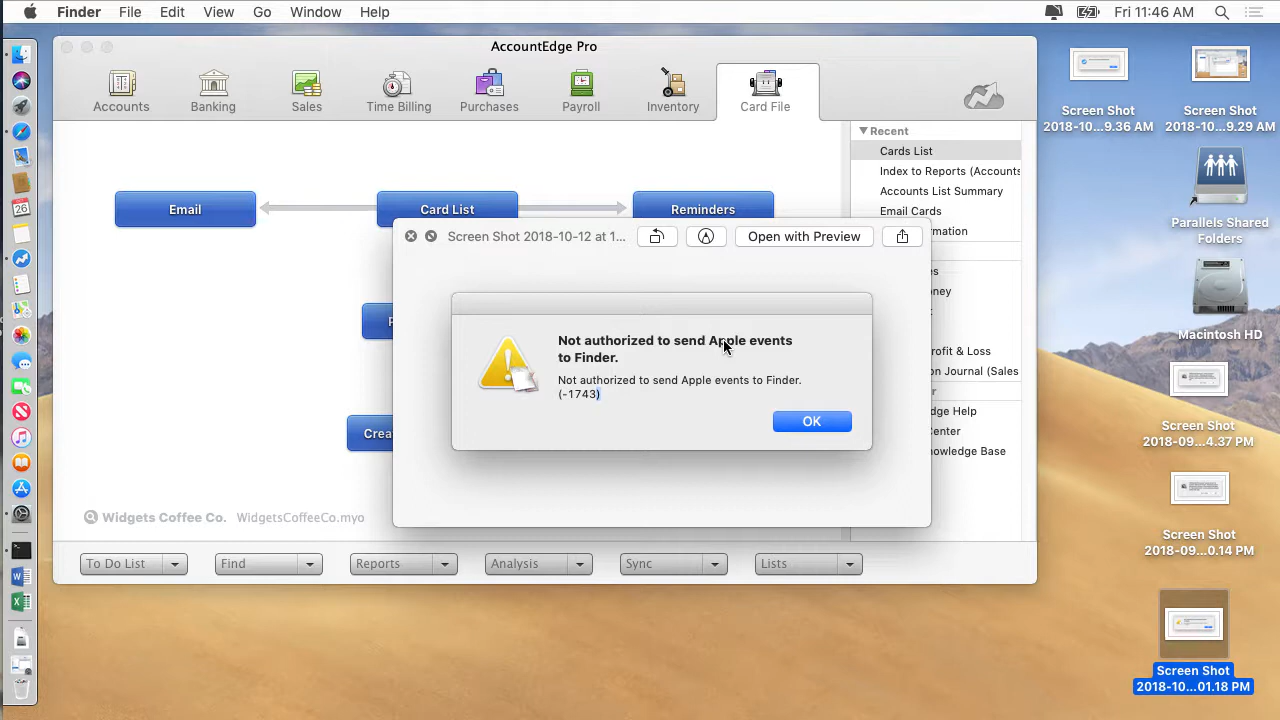 Finder File Edit View Go Window Help Fri 11:46 AM
AccountEdge Pro
Accounts Banking Sales Time Billing Purchases Payroll Inventory Card File
Recent
Cards List
Index to Reports (Accounts
Accounts List Summary
Email Cards
Email
Card List
Reminders
Screen Shot 2018-10-12 at 1...
Open with Preview
Not authorized to send Apple events
to Finder.
Not authorized to send Apple events to Finder.
(-1743)
OK
Crea
rofit & Loss
on Journal (Sales
dge Help
Center
nowledge Base
Widgets Coffee Co. WidgetsCoffeeCo.myo
To Do List
Find
Reports
Analysis
Sync
Lists
26
Screen Shot
2018-10...9.36 AM
Screen Shot
2018-10...9.29 AM
Parallels Shared
Folders
Macintosh HD
Screen Shot
2018-09...4.37 PM
Screen Shot
2018-09...0.14 PM
Screen Shot
2018-10...01.18 PM